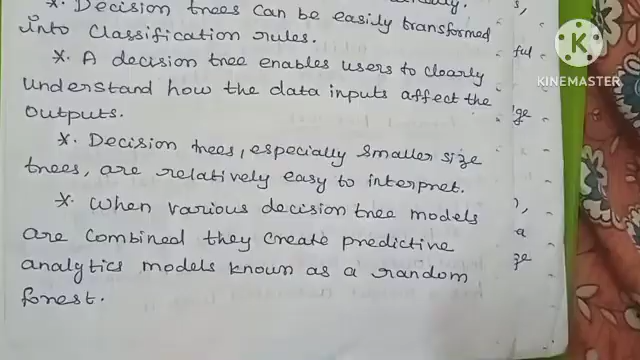 *. Decision trees can be easily transformed
into classification rules.
*. A decision tree enables users to clearly
understand how the data inputs affect the
outputs.
*. Decision trees, especially smaller size
trees, are relatively easy to interpret.
*. When various decision tree models
are combined they create predictive
analytics models known as a random
forest.
KINEMASTER